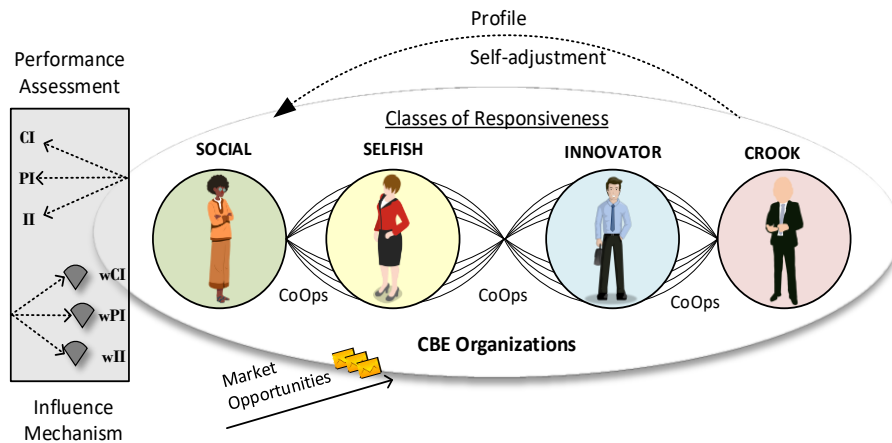 Profile
Self-adjustment
Performance
Assessment
CI
PI
II
wCI
wPI
wII
Influence
Mechanism
Classes of Responsiveness
SOCIAL
SELFISH
INNOVATOR
CROOK
CoOps
CoOps
CoOps
CBE Organizations
Market
Opportunities